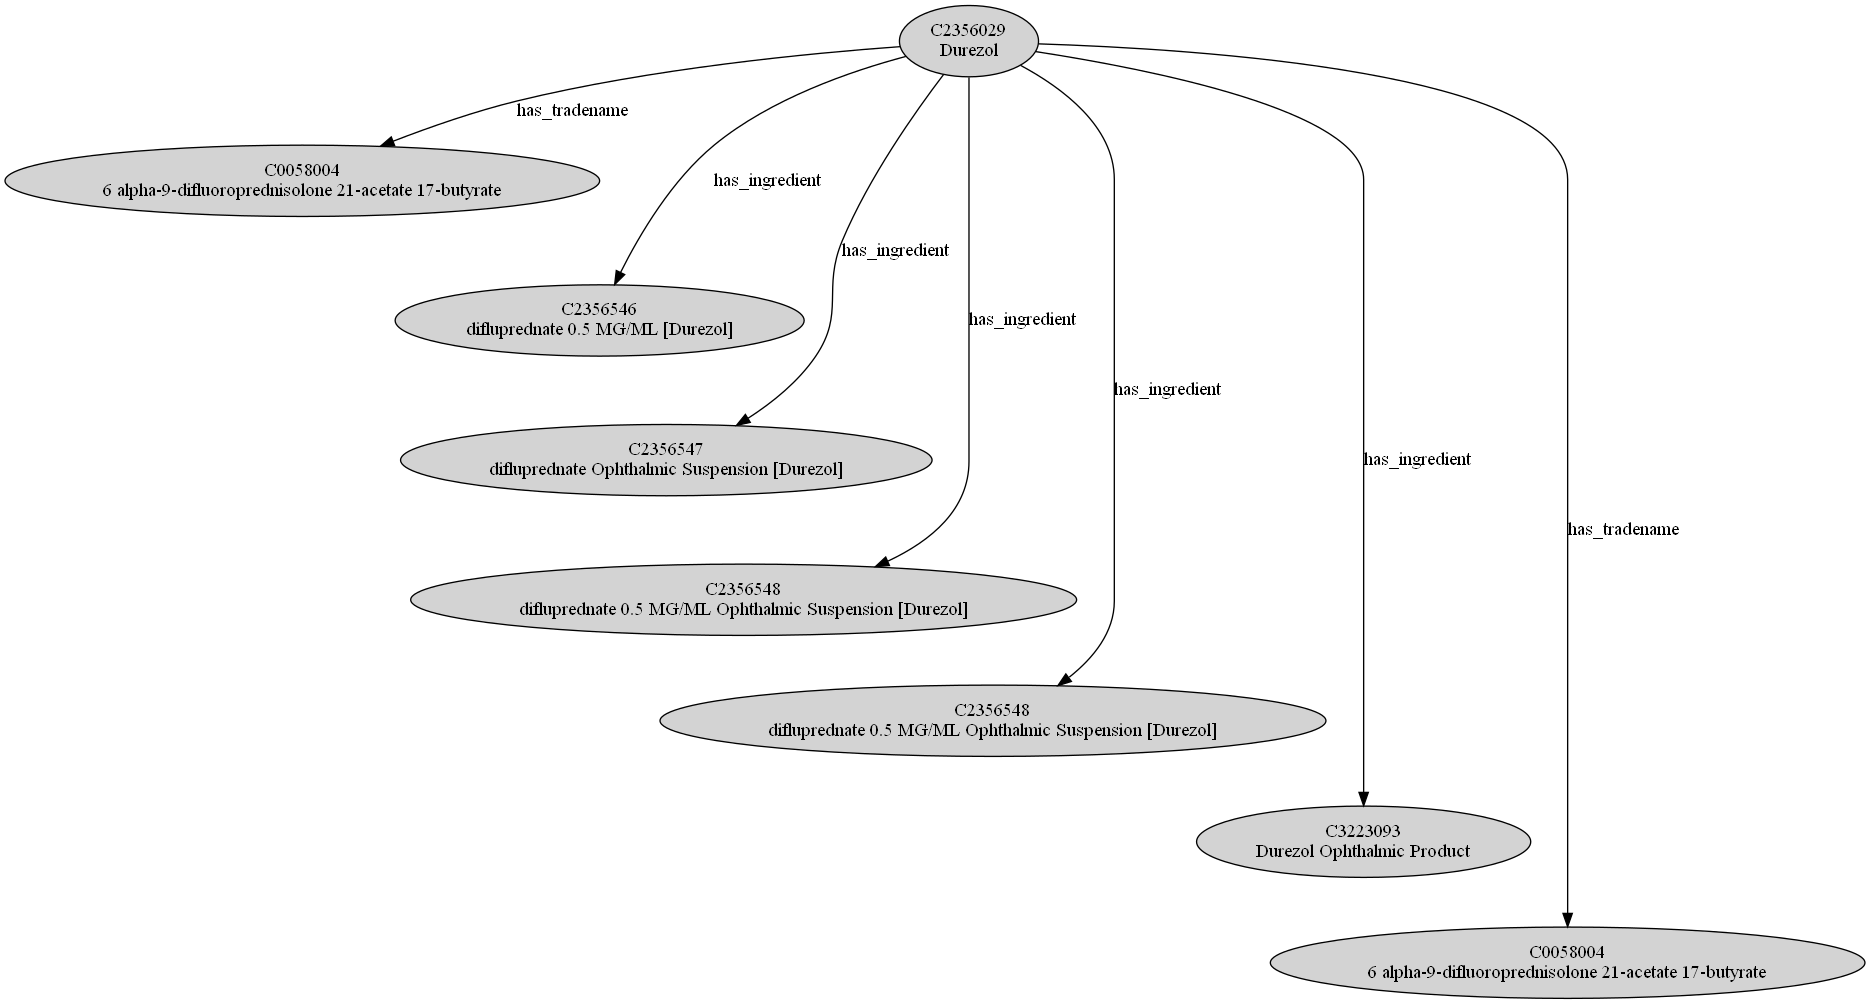 C2356029
Durezol
has_tradename
C0058004
6 alpha-9-difluoroprednisolone 21-acetate 17-butyrate
has_ingredient
C2356546
difluprednate 0.5 MG/ML [Durezol]
has_ingredient
C2356547
difluprednate Ophthalmic Suspension [Durezol]
has_ingredient
C2356548
difluprednate 0.5 MG/ML Ophthalmic Suspension [Durezol]
has_ingredient
C2356548
difluprednate 0.5 MG/ML Ophthalmic Suspension [Durezol]
has_ingredient
C3223093
Durezol Ophthalmic Product
has_tradename
C0058004
6 alpha-9-difluoroprednisolone 21-acetate 17-butyrate